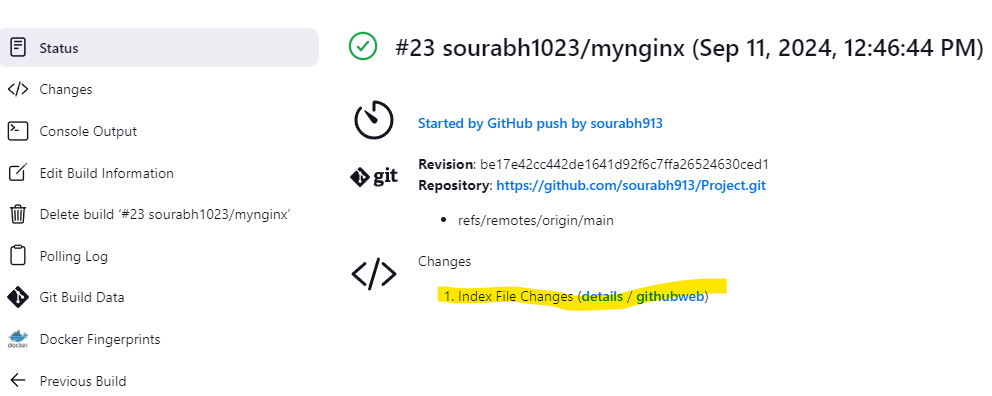 Status
Changes
Console Output
Edit Build Information
Delete build ‘#23 sourabh1023/mynginx’
Polling Log
Git Build Data
docker
Docker Fingerprints
Previous Build
#23 sourabh1023/mynginx (Sep 11, 2024, 12:46:44 PM)
Started by GitHub push by sourabh913
git
Revision: be17e42cc442de1641d92f6c7ffa26524630ced1
Repository: https://github.com/sourabh913/Project.git
refs/remotes/origin/main
Changes
1. Index File Changes (details / githubweb)